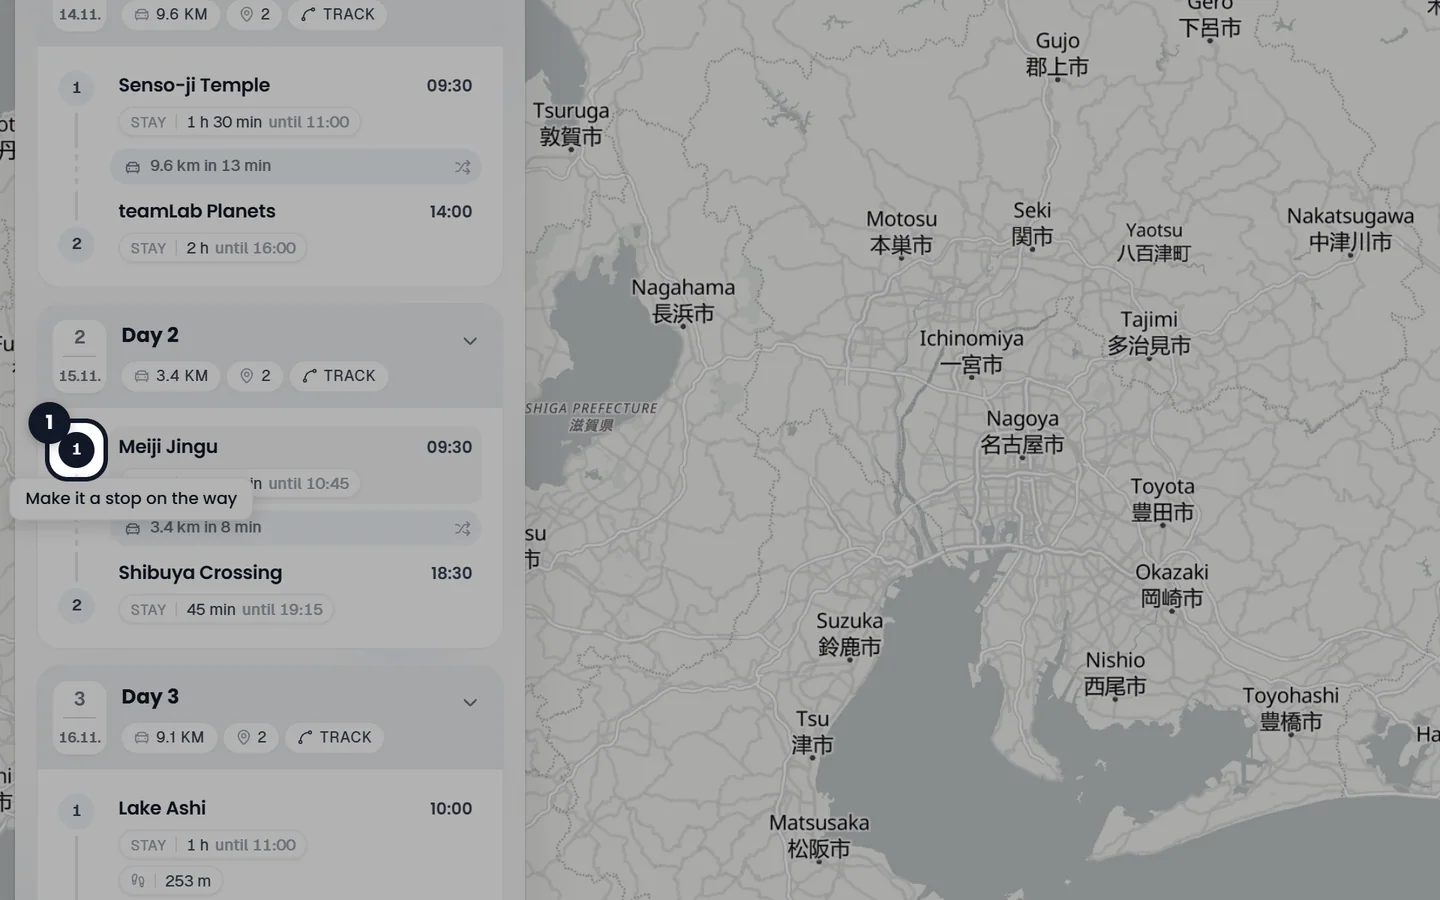 14.11.
9.6 KM
2
TRACK
1
Senso-ji Temple
09:30
STAY
1 h 30 min until 11:00
9.6 km in 13 min
teamLab Planets
14:00
2
STAY
2 h until 16:00
2
15.11.
Day 2
3.4 KM
2
TRACK
1
1
Meiji Jingu
09:30
until 10:45
Make it a stop on the way
3.4 km in 8 min
Shibuya Crossing
18:30
2
STAY
45 min until 19:15
3
16.11.
Day 3
9.1 KM
2
TRACK
1
Lake Ashi
10:00
STAY
1 h until 11:00
253 m
Gero
下呂市
Gujo
郡上市
Tsuruga
敦賀市
Motosu
本巣市
Seki
関市
Yaotsu
八百津町
Nakatsugawa
中津川市
Nagahama
長浜市
Ichinomiya
一宮市
Tajimi
多治見市
SHIGA PREFECTURE
滋賀県
Nagoya
名古屋市
Toyota
豊田市
Okazaki
岡崎市
Suzuka
鈴鹿市
Nishio
西尾市
Toyohashi
豊橋市
Tsu
津市
Matsusaka
松阪市